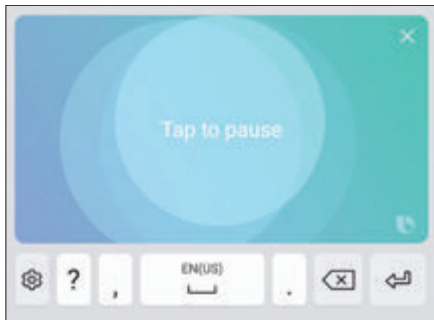 Tap to pause
? , EN(US) .